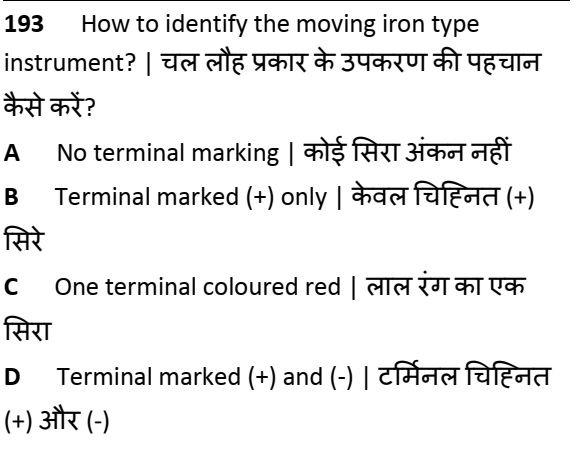 193 How to identify the moving iron type
instrument? | चल लौह प्रकार के उपकरण की पहचान
कैसे करें?
A No terminal marking | कोई सिरा अंकन नहीं
B Terminal marked (+) only | केवल चिह्नित (+)
सिरे
C One terminal coloured red | लाल रंग का एक
सिरा
D Terminal marked (+) and (-) | टर्मिनल चिह्नित
(+) और (-)